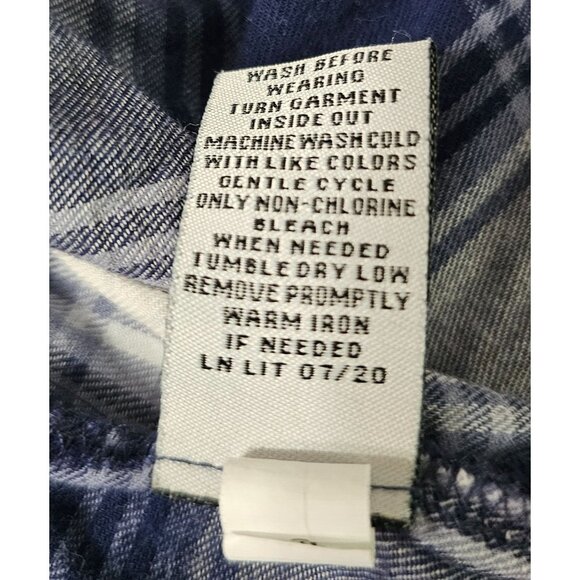 WASH BEFORE
WEARING
TURN GARMENT
INSIDE OUT
MACHINE WASH COLD
WITH LIKE COLORS
GENTLE CYCLE
ONLY NON-CHLORINE
BLEACH
WHEN NEEDED
TUMBLE DRY LOW
REMOVE PROMPTLY
WARM IRON
IF NEEDED
LN LIT 07/20